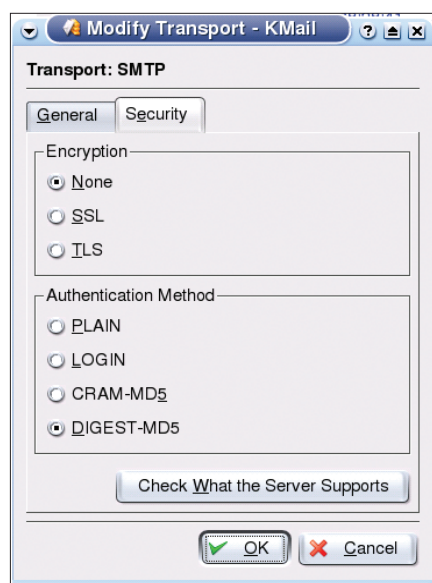 Modify Transport - KMail
Transport: SMTP
General
Security
Encryption
None
SSL
TLS
Authentication Method
PLAIN
LOGIN
CRAM-MD5
DIGEST-MD5
Check What the Server Supports
OK
Cancel